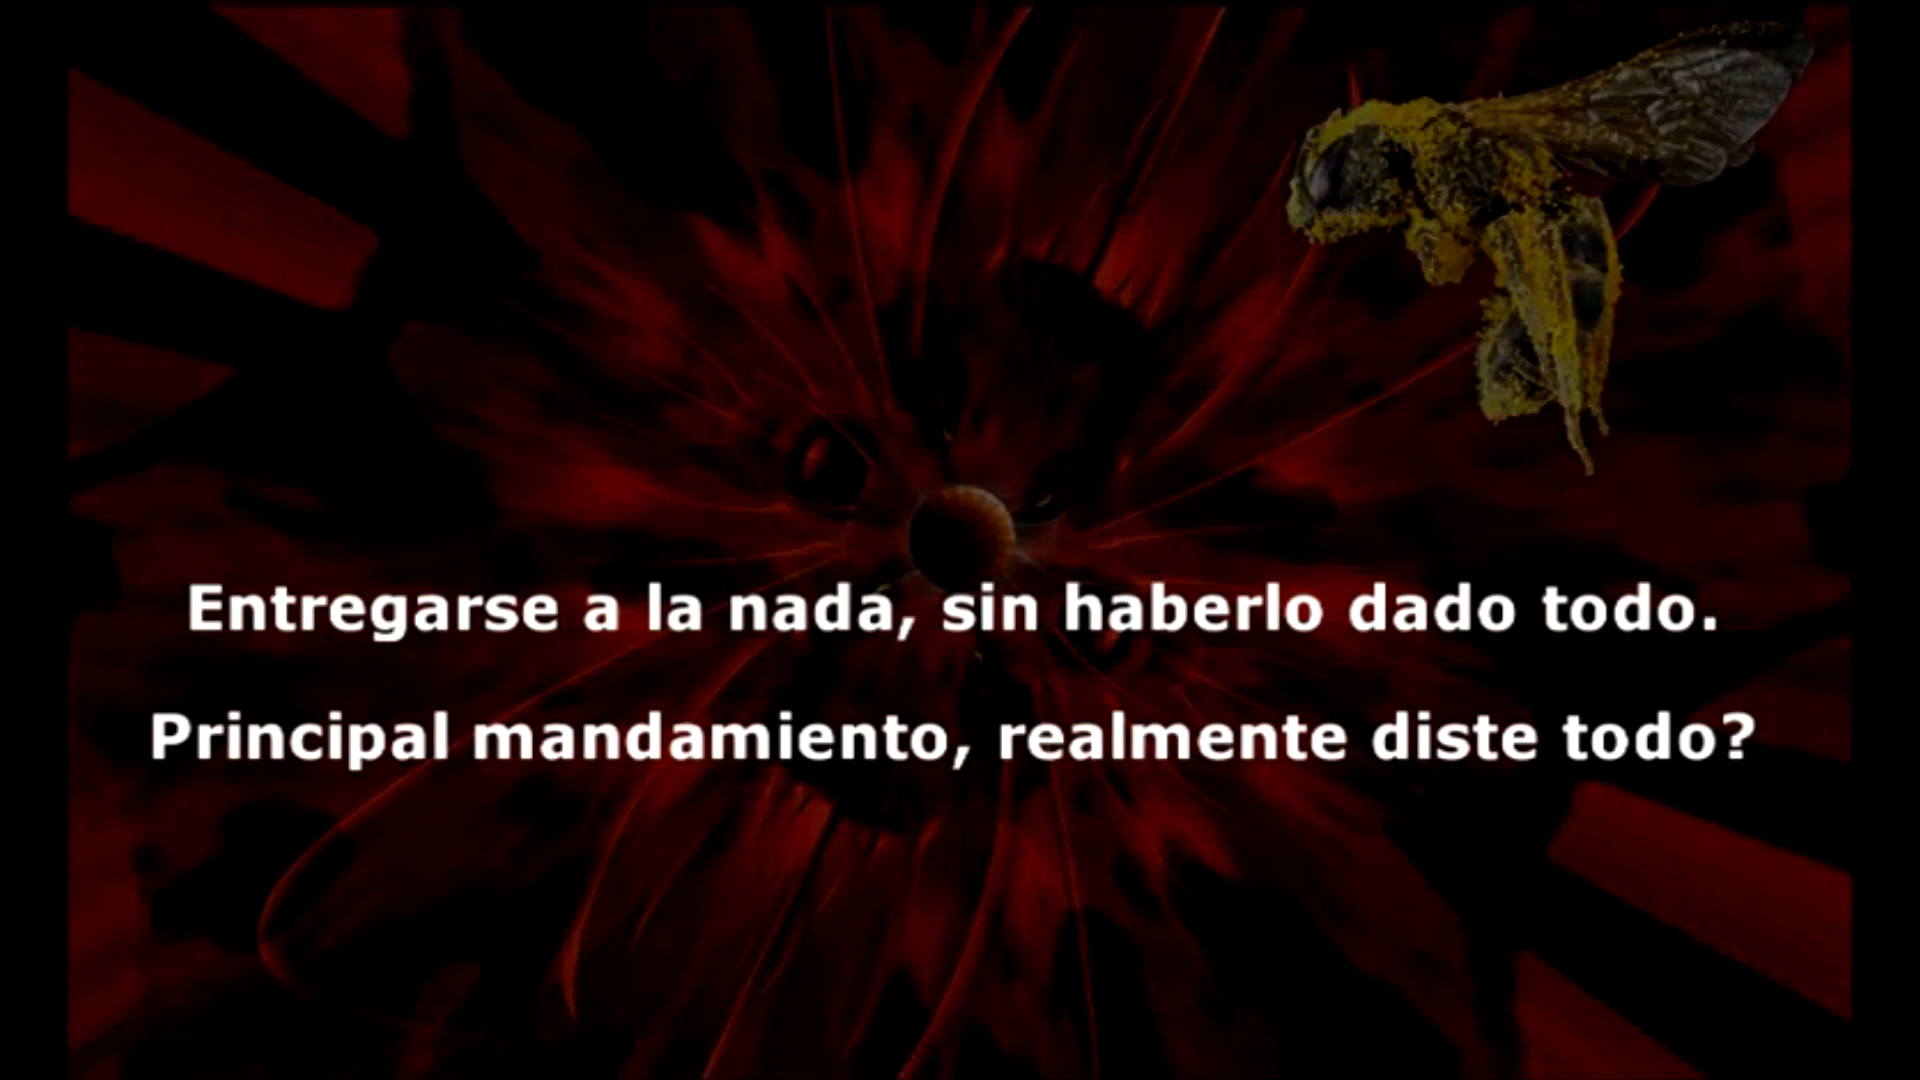 Entregarse a la nada, sin haberlo dado todo.
Principal mandamiento, realmente diste todo?